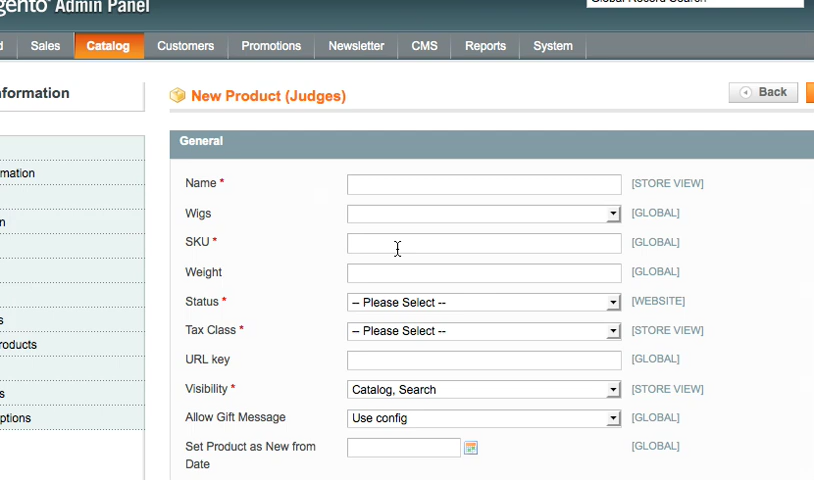 Admin Panel
Sales Catalog Customers Promotions Newsletter CMS Reports System
formation
New Product (Judges)
Back
General
mation
Name * [STORE VIEW]
Wigs [GLOBAL]
n
SKU * [GLOBAL]
Weight [GLOBAL]
Status * -- Please Select -- [WEBSITE]
s
Tax Class * -- Please Select -- [STORE VIEW]
roducts
URL key [GLOBAL]
Visibility * Catalog, Search [STORE VIEW]
s
Allow Gift Message Use config [GLOBAL]
ptions
Set Product as New from [GLOBAL]
Date